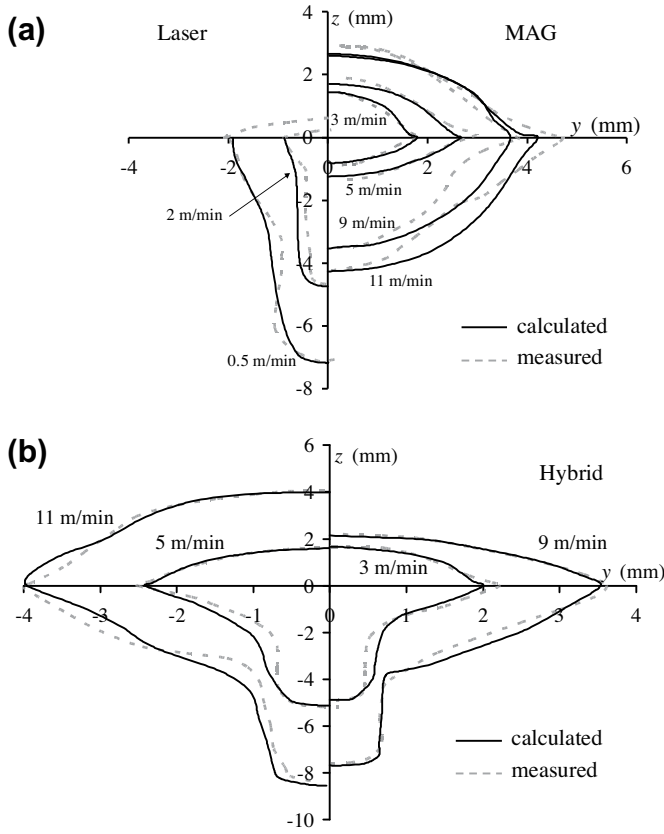 (a)
Laser
z (mm)
MAG
4
2
3 m/min
y (mm)
0
-4
-2
0
2
4
6
5 m/min
-2
2 m/min
9 m/min
-4
11 m/min
-6
0.5 m/min
-8
calculated
measured
(b)
6
z (mm)
Hybrid
4
11 m/min
5 m/min
2
9 m/min
3 m/min
y (mm)
0
-4
-3
-2
-1
0
1
2
3
4
-2
-4
-6
-8
-10
calculated
measured